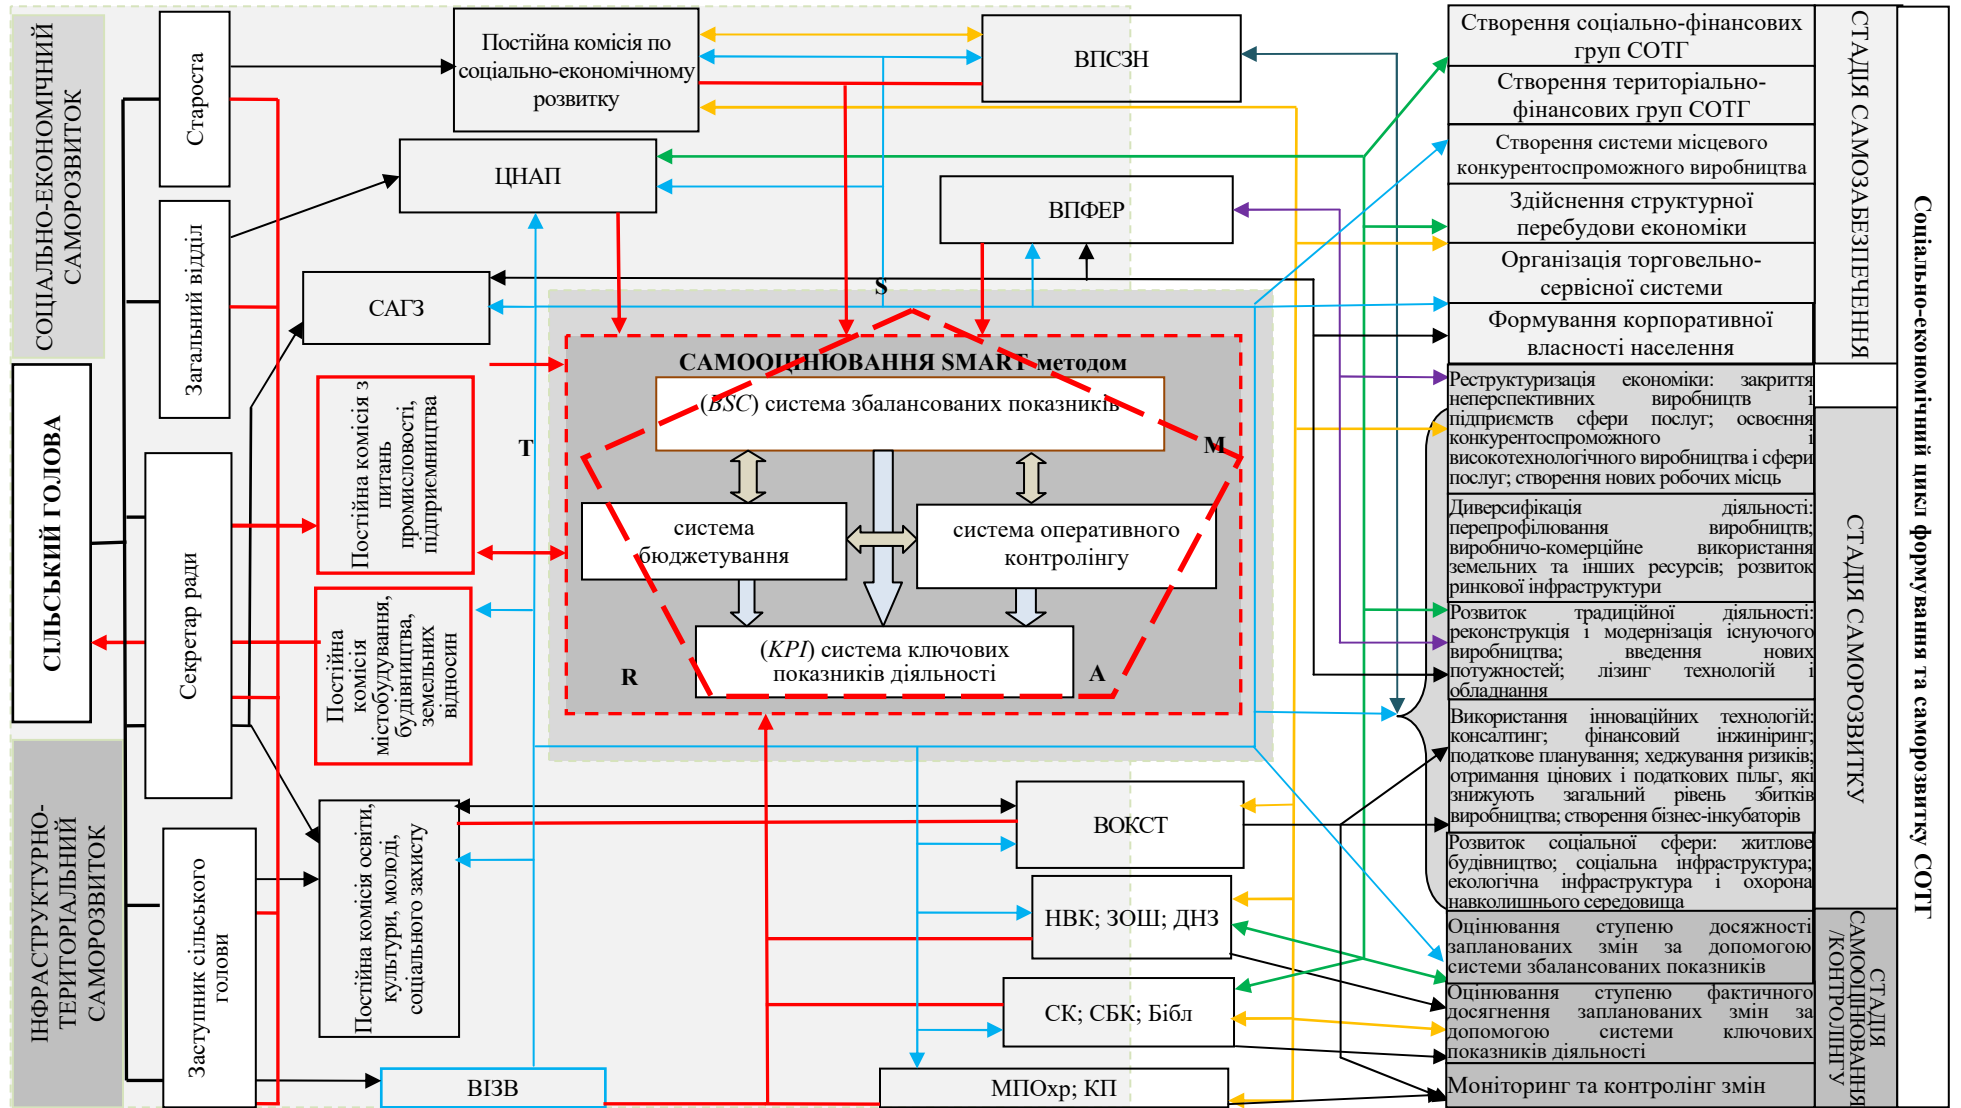 СОЦІАЛЬНО-ЕКОНОМІЧНИЙ
САМОРОЗВИТОК
СІЛЬСЬКИЙ ГОЛОВА
ІНФРАСТРУКТУРНО-
ТЕРИТОРІАЛЬНИЙ
САМОРОЗВИТОК
Староста
Загальний відділ
Секретар ради
Заступник сільського
голови
Постійна комісія по
соціально-економічному
розвитку
ЦНАП
САГЗ
Постійна комісія з
питань
промисловості,
підприємництва
Постійна
комісія
містобудування,
будівництва,
земельних
відносин
Постійна комісія освіти,
культури, молоді,
соціального захисту
ВІЗВ
ВПСЗН
ВПФЕР
S
T
M
R
A
САМООЦІНЮВАННЯ SMART-методом
(BSC) система збалансованих показників
система
бюджетування
система оперативного
контролінгу
(KPI) система ключових
показників діяльності
ВОКСТ
НВК; ЗОШ; ДНЗ
СК; СБК; Бібл
МПОхр; КП
Створення соціально-фінансових
груп СОТГ
Створення територіально-
фінансових груп СОТГ
Створення системи місцевого
конкурентоспроможного виробництва
Здійснення структурної
перебудови економіки
Організація торговельно-
сервісної системи
Формування корпоративної
власності населення
Реструктуризація економіки: закриття
неперспективних виробництв і
підприємств сфери послуг; освоєння
конкурентоспроможного і
високотехнологічного виробництва і сфери
послуг; створення нових робочих місць
Диверсифікація діяльності:
перепрофілювання виробництв;
виробничо-комерційне використання
земельних та інших ресурсів; розвиток
ринкової інфраструктури
Розвиток традиційної діяльності:
реконструкція і модернізація існуючого
виробництва; введення нових
потужностей; лізинг технологій і
обладнання
Використання інноваційних технологій:
консалтинг; фінансовий інжиніринг;
податкове планування; хеджування ризиків;
отримання цінових і податкових пільг, які
знижують загальний рівень збитків
виробництва; створення бізнес-інкубаторів
Розвиток соціальної сфери: житлове
будівництво; соціальна інфраструктура;
екологічна інфраструктура і охорона
навколишнього середовища
Оцінювання ступеню досяжності
запланованих змін за допомогою
системи збалансованих показників
Оцінювання ступеню фактичного
досягнення запланованих змін за
допомогою системи ключових
показників діяльності
Моніторинг та контролінг змін
СТАДІЯ САМОЗАБЕЗПЕЧЕННЯ
СТАДІЯ САМОРОЗВИТКУ
СТАДІЯ
САМООЦІНЮВАННЯ
/КОНТРОЛІНГУ
Соціально-економічний цикл формування та саморозвитку СОТГ